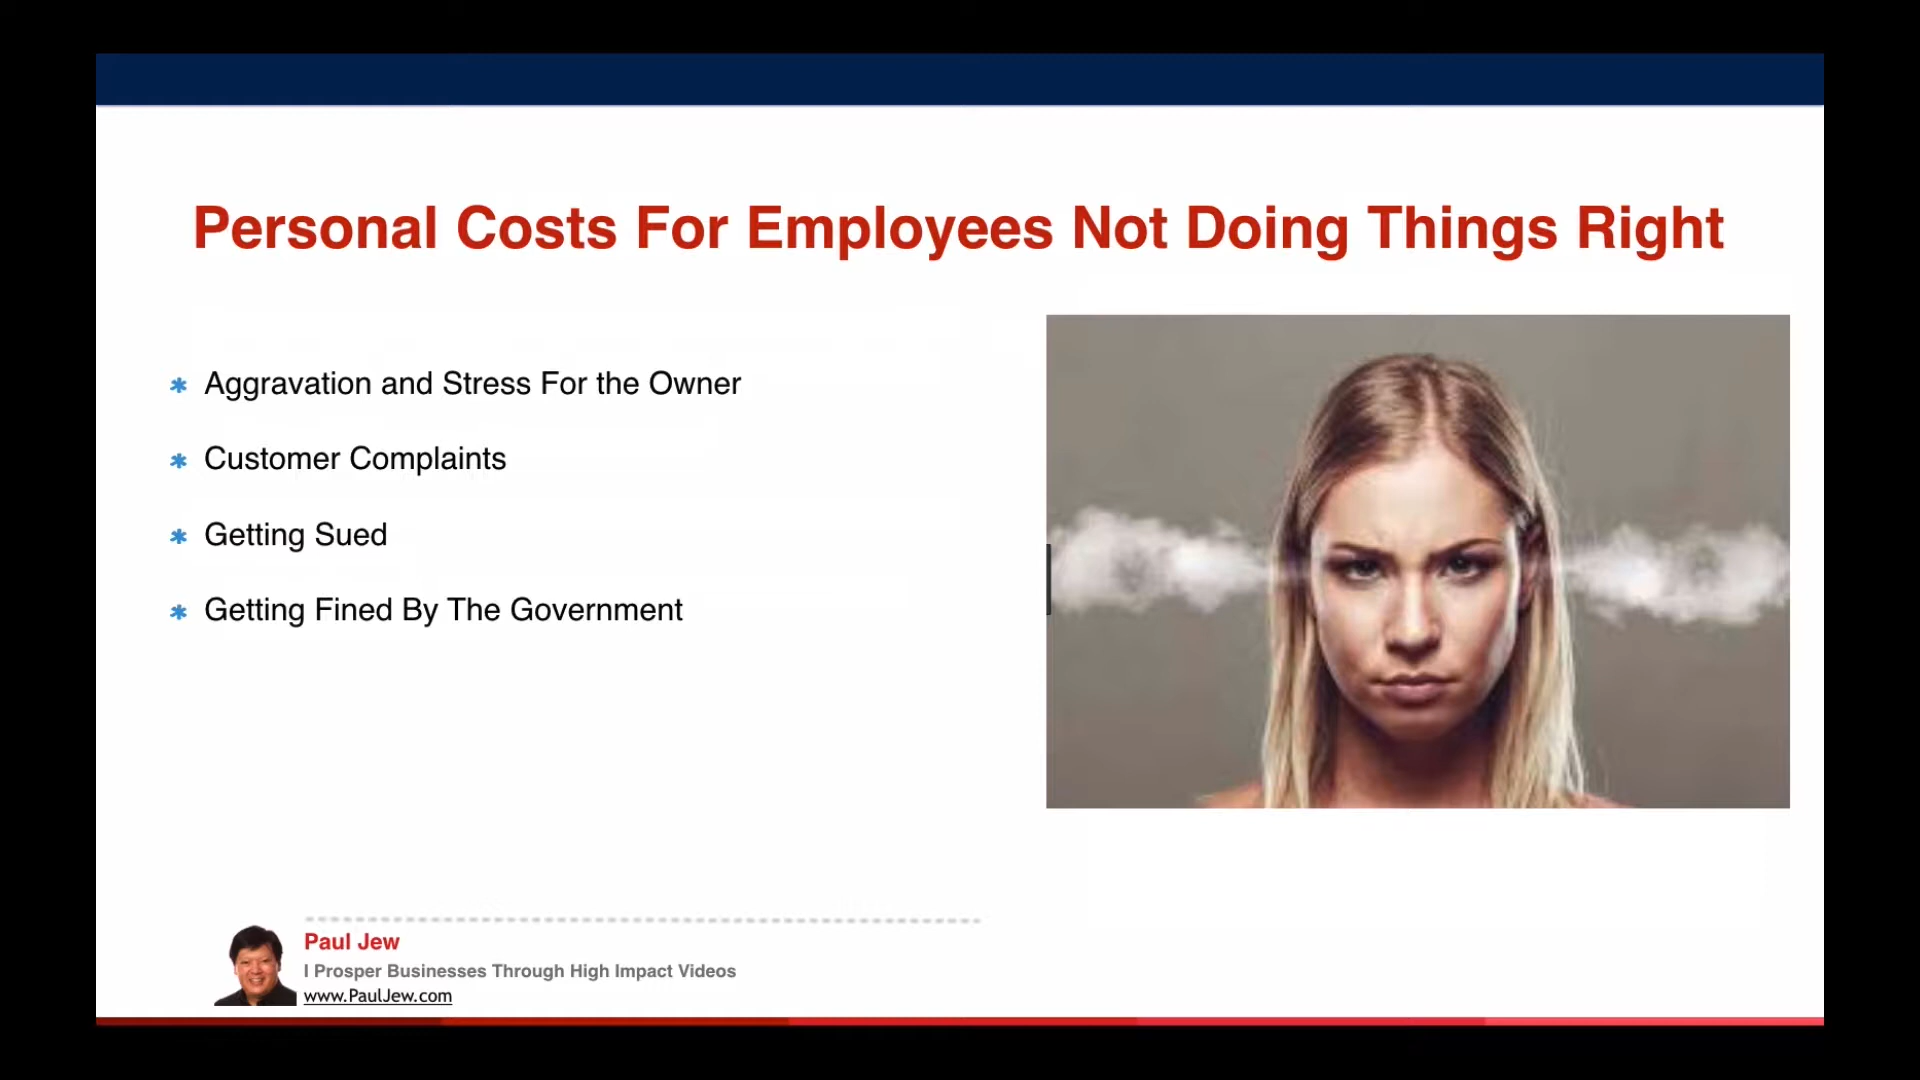 Personal Costs For Employees Not Doing Things Right
Aggravation and Stress For the Owner
Customer Complaints
Getting Sued
Getting Fined By The Government
Paul Jew
I Prosper Businesses Through High Impact Videos
www.PaulJew.com